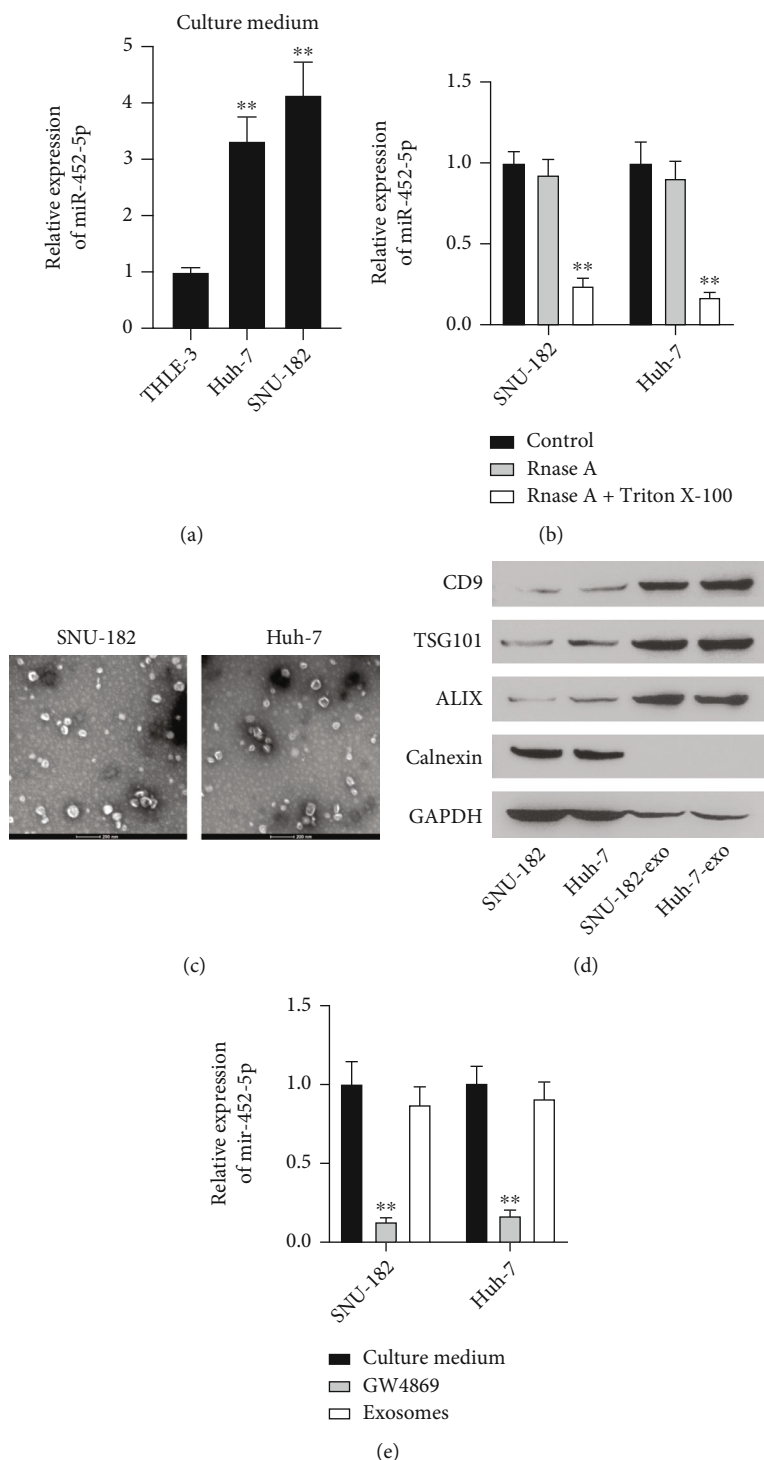 Culture medium
Relative expression
of miR-452-5p
5
4
3
2
1
0
**
**
THLE-3
Huh-7
SNU-182
(a)
Relative expression
of miR-452-5p
1.5
1.0
0.5
0.0
**
**
SNU-182
Huh-7
Control
Rnase A
Rnase A + Triton X-100
(b)
SNU-182
Huh-7
200 nm
200 nm
(c)
CD9
TSG101
ALIX
Calnexin
GAPDH
SNU-182
Huh-7
SNU-182-exo
Huh-7-exo
(d)
Relative expression
of mir-452-5p
1.5
1.0
0.5
0.0
**
**
SNU-182
Huh-7
Culture medium
GW4869
Exosomes
(e)